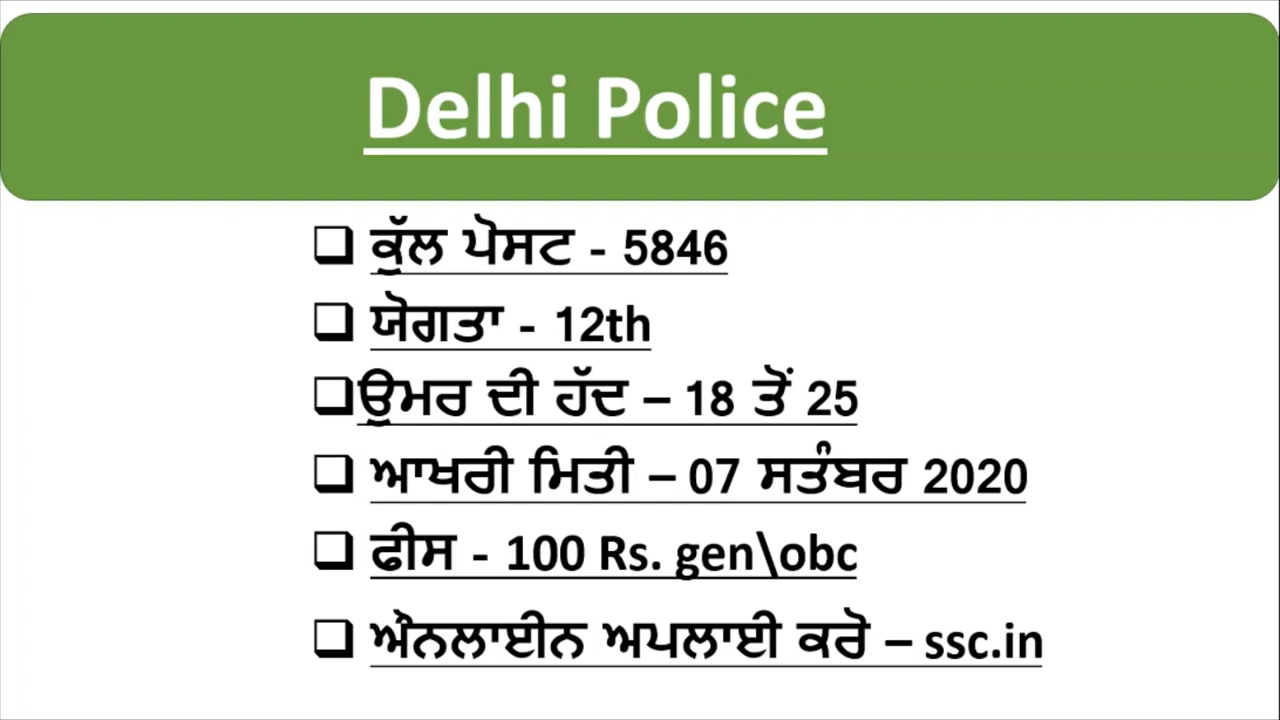 Delhi Police
❑ ਕੁੱਲ ਪੋਸਟ - 5846
❑ ਯੋਗਤਾ - 12th
❑ਉਮਰ ਦੀ ਹੱਦ – 18 ਤੋਂ 25
❑ ਆਖਰੀ ਮਿਤੀ – 07 ਸਤੰਬਰ 2020
❑ ਫੀਸ - 100 Rs. gen\obc
❑ ਔਨਲਾਈਨ ਅਪਲਾਈ ਕਰੋ – ssc.in